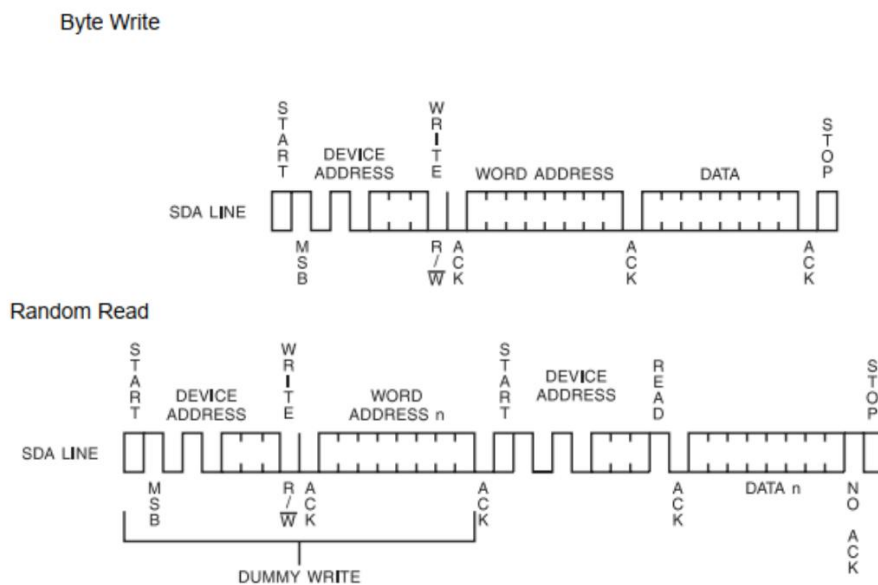 Byte Write
START
DEVICE
ADDRESS
WRITE
WORD ADDRESS
DATA
STOP
SDA LINE
MSB
R/W
ACK
ACK
ACK
Random Read
START
DEVICE
ADDRESS
WRITE
WORD
ADDRESS n
START
DEVICE
ADDRESS
READ
STOP
SDA LINE
MSB
R/W
ACK
ACK
ACK
DATA n
NO ACK
DUMMY WRITE